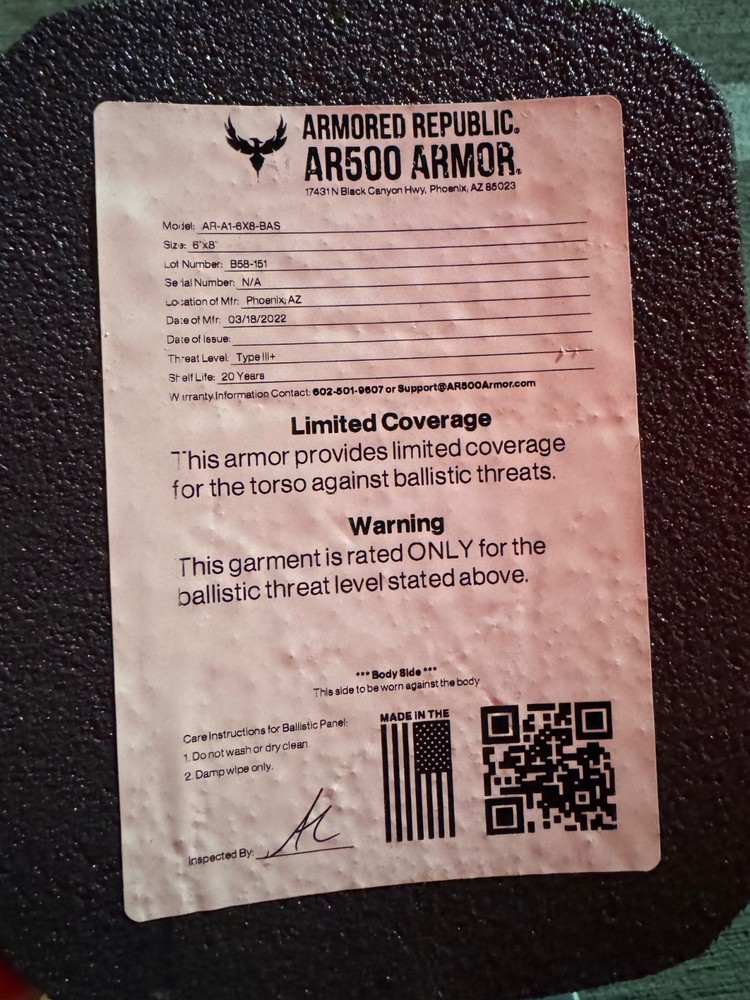 ARMORED REPUBLIC®
AR500 ARMOR®
17431 N Black Canyon Hwy, Phoenix, AZ 85023
Model: AR-A1-6X8-BAS
Size: 6"x8"
Lot Number: B58-151
Serial Number: N/A
Location of Mfr: Phoenix, AZ
Date of Mfr: 03/18/2022
Date of Issue:
Threat Level: Type III+
Shelf Life: 20 Years
Warranty Information Contact: 602-501-9607 or Support@AR500Armor.com
Limited Coverage
This armor provides limited coverage
for the torso against ballistic threats.
Warning
This garment is rated ONLY for the
ballistic threat level stated above.
*** Body Side ***
This side to be worn against the body
Care Instructions for Ballistic Panel:
1. Do not wash or dry clean.
2. Damp wipe only.
MADE IN THE
Inspected By: